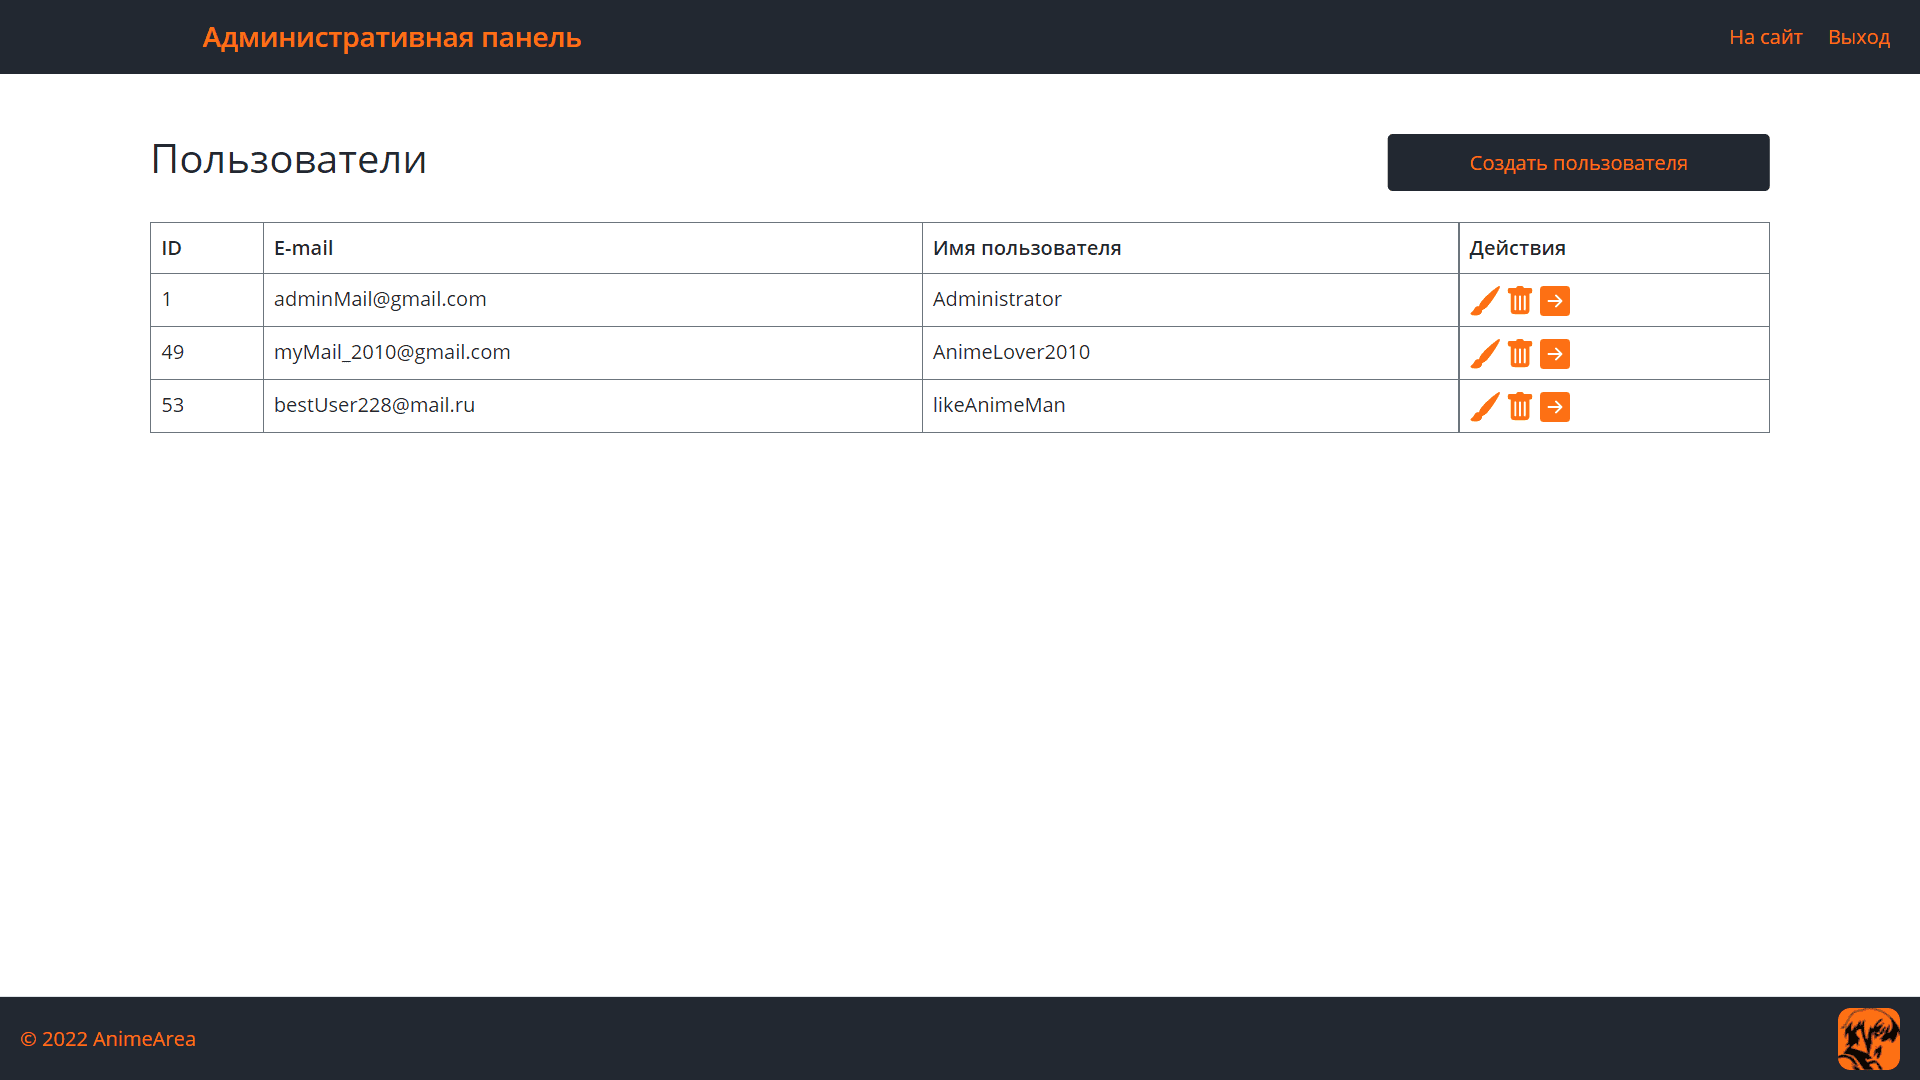 Административная панель На сайт Выход
Пользователи Создать пользователя
ID E-mail Имя пользователя Действия
1 adminMail@gmail.com Administrator
49 myMail_2010@gmail.com AnimeLover2010
53 bestUser228@mail.ru likeAnimeMan
© 2022 AnimeArea